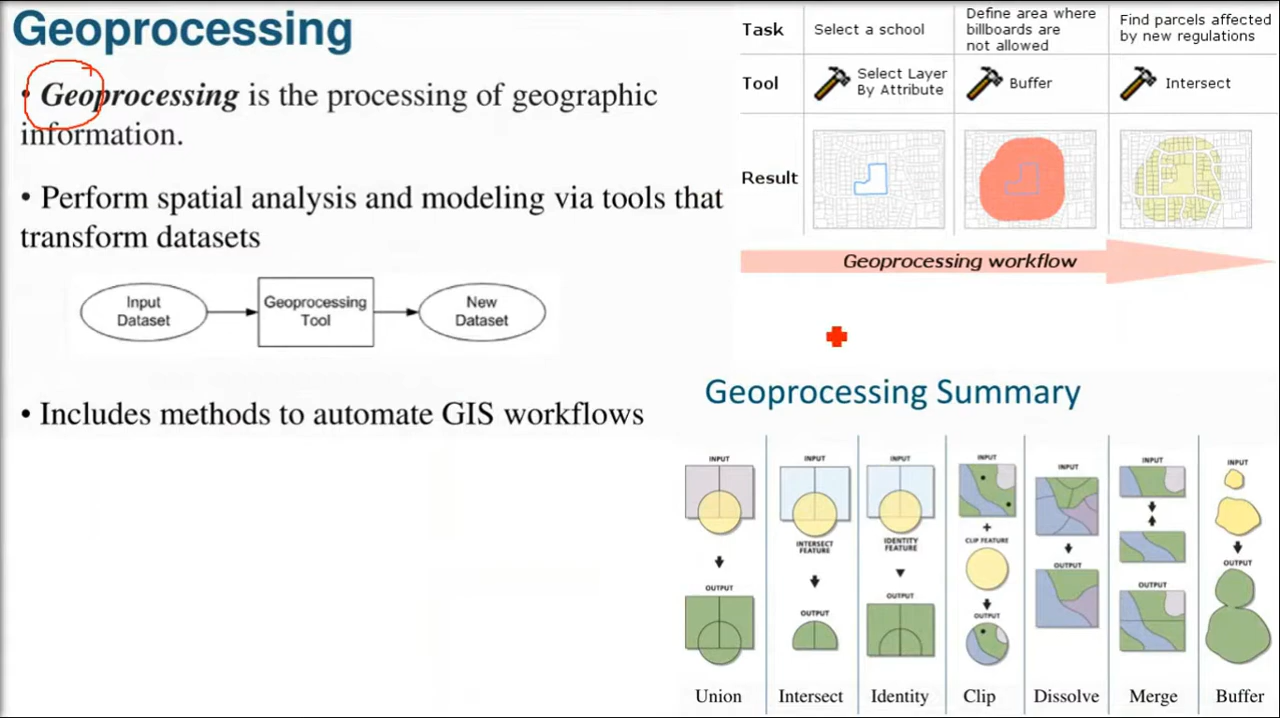 Geoprocessing
• Geoprocessing is the processing of geographic
information.
• Perform spatial analysis and modeling via tools that
transform datasets
Input
Dataset
Geoprocessing
Tool
New
Dataset
• Includes methods to automate GIS workflows
Task
Select a school
Define area where
billboards are
not allowed
Find parcels affected
by new regulations
Tool
Select Layer
By Attribute
Buffer
Intersect
Result
Geoprocessing workflow
Geoprocessing Summary
INPUT
OUTPUT
Union
INPUT
INTERSECT
FEATURE
OUTPUT
Intersect
INPUT
IDENTITY
FEATURE
OUTPUT
Identity
INPUT
+
CLIP FEATURE
OUTPUT
Clip
INPUT
OUTPUT
Dissolve
INPUT
OUTPUT
Merge
INPUT
OUTPUT
Buffer